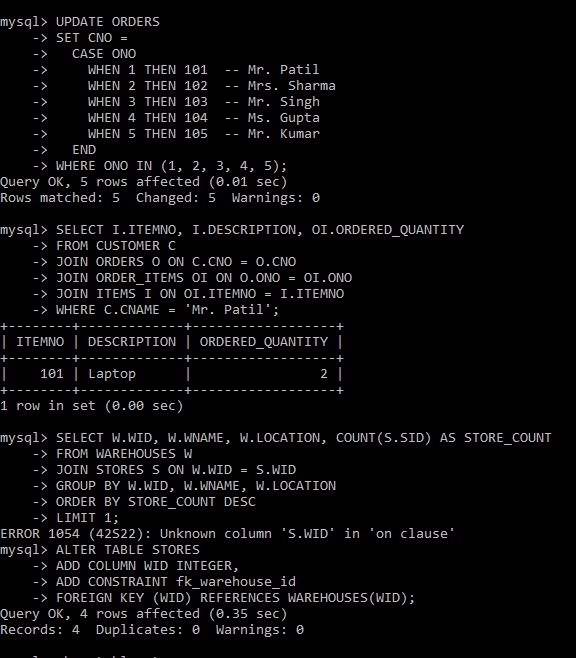 mysql> UPDATE ORDERS
    -> SET CNO =
    ->   CASE ONO
    ->     WHEN 1 THEN 101  -- Mr. Patil
    ->     WHEN 2 THEN 102  -- Mrs. Sharma
    ->     WHEN 3 THEN 103  -- Mr. Singh
    ->     WHEN 4 THEN 104  -- Ms. Gupta
    ->     WHEN 5 THEN 105  -- Mr. Kumar
    ->   END
    -> WHERE ONO IN (1, 2, 3, 4, 5);
Query OK, 5 rows affected (0.01 sec)
Rows matched: 5  Changed: 5  Warnings: 0

mysql> SELECT I.ITEMNO, I.DESCRIPTION, OI.ORDERED_QUANTITY
    -> FROM CUSTOMER C
    -> JOIN ORDERS O ON C.CNO = O.CNO
    -> JOIN ORDER_ITEMS OI ON O.ONO = OI.ONO
    -> JOIN ITEMS I ON OI.ITEMNO = I.ITEMNO
    -> WHERE C.CNAME = 'Mr. Patil';
+--------+-------------+------------------+
| ITEMNO | DESCRIPTION | ORDERED_QUANTITY |
+--------+-------------+------------------+
|    101 | Laptop      |                2 |
+--------+-------------+------------------+
1 row in set (0.00 sec)

mysql> SELECT W.WID, W.WNAME, W.LOCATION, COUNT(S.SID) AS STORE_COUNT
    -> FROM WAREHOUSES W
    -> JOIN STORES S ON W.WID = S.WID
    -> GROUP BY W.WID, W.WNAME, W.LOCATION
    -> ORDER BY STORE_COUNT DESC
    -> LIMIT 1;
ERROR 1054 (42S22): Unknown column 'S.WID' in 'on clause'
mysql> ALTER TABLE STORES
    -> ADD COLUMN WID INTEGER,
    -> ADD CONSTRAINT fk_warehouse_id
    -> FOREIGN KEY (WID) REFERENCES WAREHOUSES(WID);
Query OK, 4 rows affected (0.35 sec)
Records: 4  Duplicates: 0  Warnings: 0